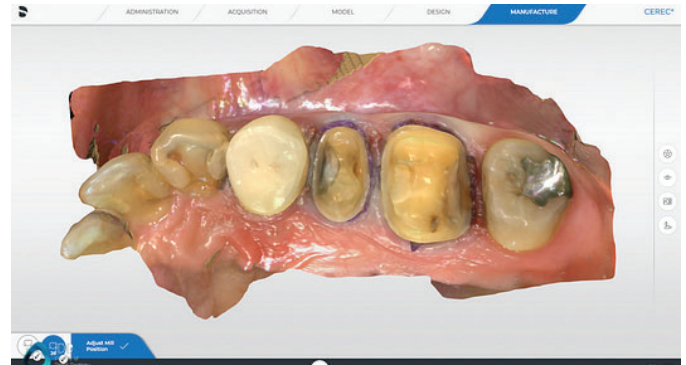 ADMINISTRATION
ACQUISITION
MODEL
DESIGN
MANUFACTURE
CEREC®
Adjust Mill
Position